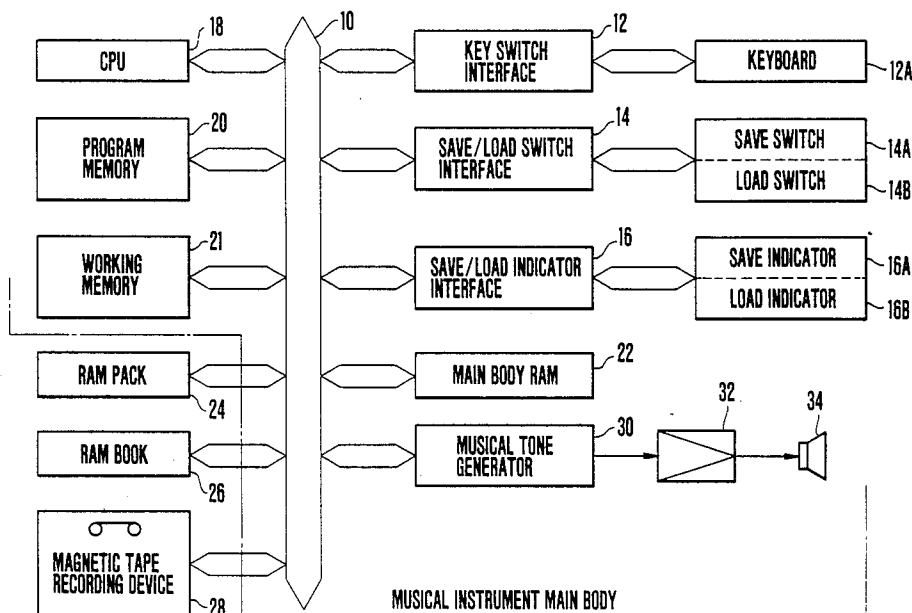 10
18
CPU
12
KEY SWITCH
INTERFACE
KEYBOARD
12A
20
PROGRAM
MEMORY
14
SAVE/LOAD SWITCH
INTERFACE
SAVE SWITCH
14A
LOAD SWITCH
14B
21
WORKING
MEMORY
16
SAVE/LOAD INDICATOR
INTERFACE
SAVE INDICATOR
16A
LOAD INDICATOR
16B
RAM PACK
24
MAIN BODY RAM
22
RAM BOOK
26
MUSICAL TONE
GENERATOR
30
32
34
MAGNETIC TAPE
RECORDING DEVICE
28
MUSICAL INSTRUMENT MAIN BODY